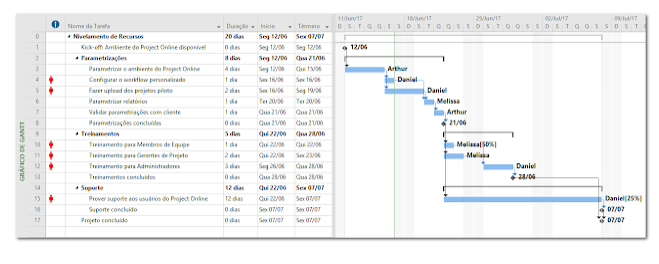 11/Jun/17 18/Jun/17 25/Jun/17 02/Jul/17 09/Jul/17
Nome da Tarefa Duração Início Término D S T Q Q S S D S T Q Q S S D S T Q Q S S D S T Q Q S S D S
0 Nivelamento de Recursos 20 dias Seg 12/06 Sex 07/07
1 Kick-off: Ambiente do Project Online disponível 0 dias Seg 12/06 Seg 12/06 12/06
2 Parametrizações 8 dias Seg 12/06 Qua 21/06
3 Parametrizar o ambiente do Project Online 4 dias Seg 12/06 Qui 15/06 Arthur
4 Configurar o workflow personalizado 1 dia Sex 16/06 Sex 16/06 Daniel
5 Fazer upload dos projetos piloto 2 dias Sex 16/06 Seg 19/06 Daniel
6 Parametrizar relatórios 1 dia Ter 20/06 Ter 20/06 Melissa
7 Validar parametrizações com cliente 1 dia Qua 21/06 Qua 21/06 Arthur
8 Parametrizações concluídas 0 dias Qua 21/06 Qua 21/06 21/06
9 Treinamentos 5 dias Qui 22/06 Qua 28/06
10 Treinamento para Membros de Equipe 1 dia Qui 22/06 Qui 22/06 Melissa[50%]
11 Treinamento para Gerentes de Projeto 2 dias Qui 22/06 Sex 23/06 Melissa
12 Treinamento para Administradores 3 dias Seg 26/06 Qua 28/06 Daniel
13 Treinamentos concluídos 0 dias Qua 28/06 Qua 28/06 28/06
14 Suporte 12 dias Qui 22/06 Sex 07/07
15 Prover suporte aos usuários do Project Online 12 dias Qui 22/06 Sex 07/07 Daniel[25%]
16 Suporte concluído 0 dias Sex 07/07 Sex 07/07 07/07
17 Projeto concluído 0 dias Sex 07/07 Sex 07/07 07/07
GRÁFICO DE GANTT